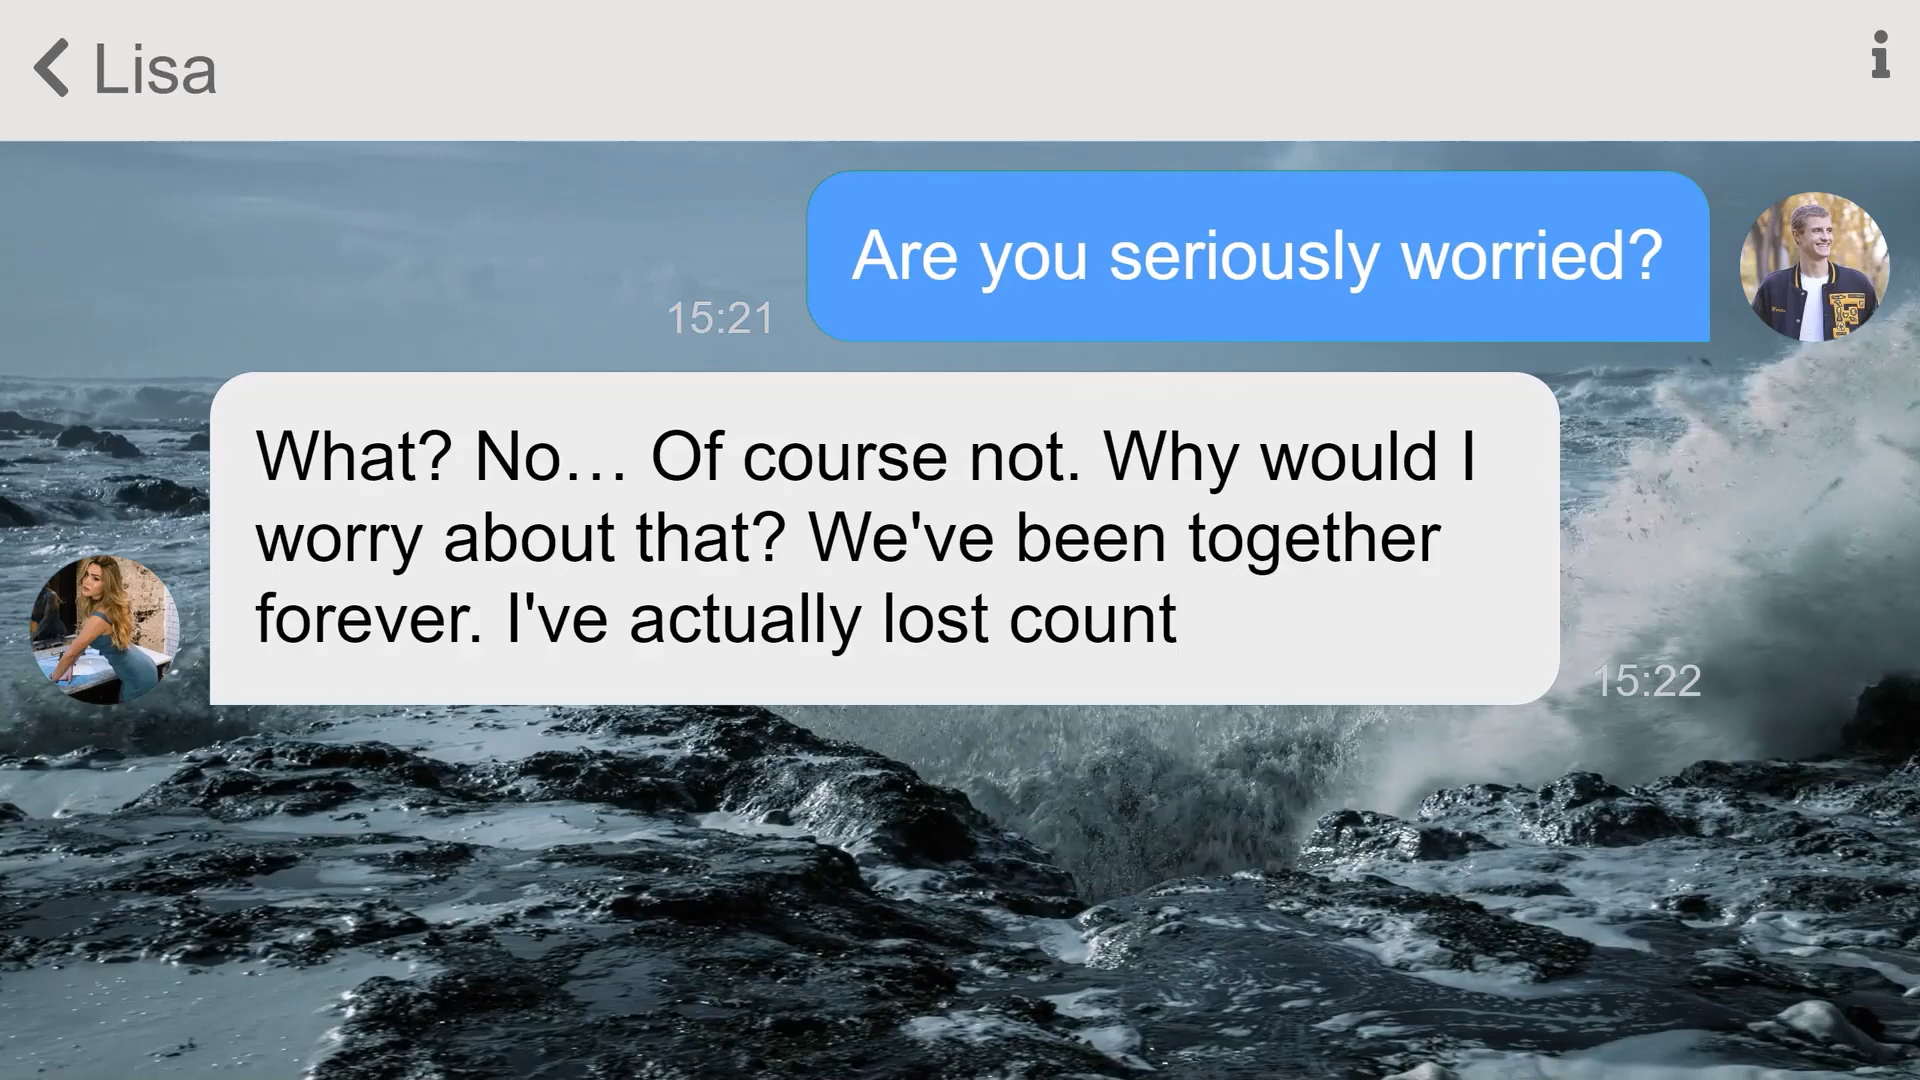 Lisa
Are you seriously worried?
15:21
What? No… Of course not. Why would I
worry about that? We've been together
forever. I've actually lost count
15:22